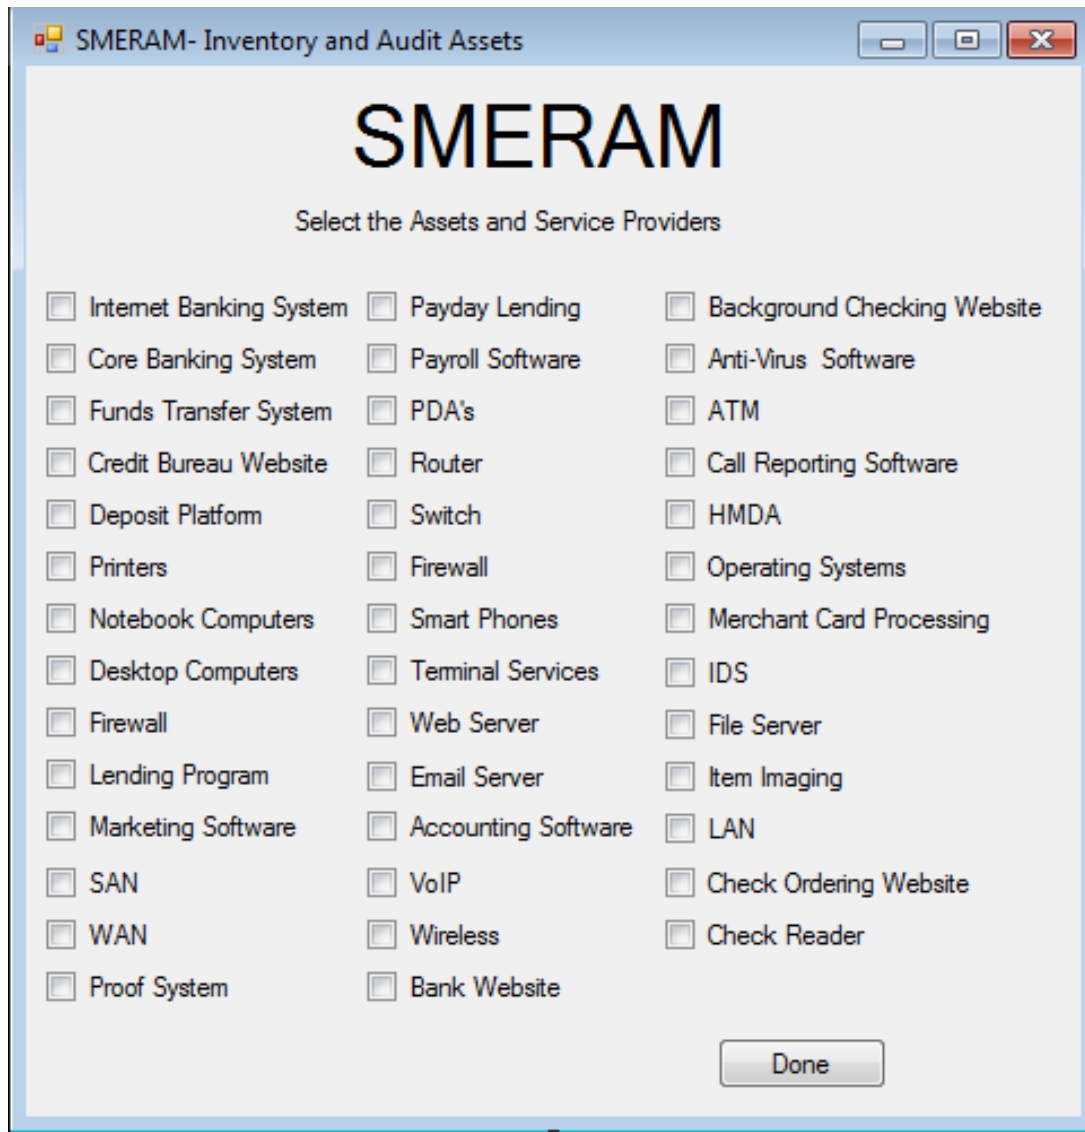 SMERAM- Inventory and Audit Assets
SMERAM
Select the Assets and Service Providers
Internet Banking System
Core Banking System
Funds Transfer System
Credit Bureau Website
Deposit Platform
Printers
Notebook Computers
Desktop Computers
Firewall
Lending Program
Marketing Software
SAN
WAN
Proof System
Payday Lending
Payroll Software
PDA's
Router
Switch
Firewall
Smart Phones
Terminal Services
Web Server
Email Server
Accounting Software
VoIP
Wireless
Bank Website
Background Checking Website
Anti-Virus  Software
ATM
Call Reporting Software
HMDA
Operating Systems
Merchant Card Processing
IDS
File Server
Item Imaging
LAN
Check Ordering Website
Check Reader
Done